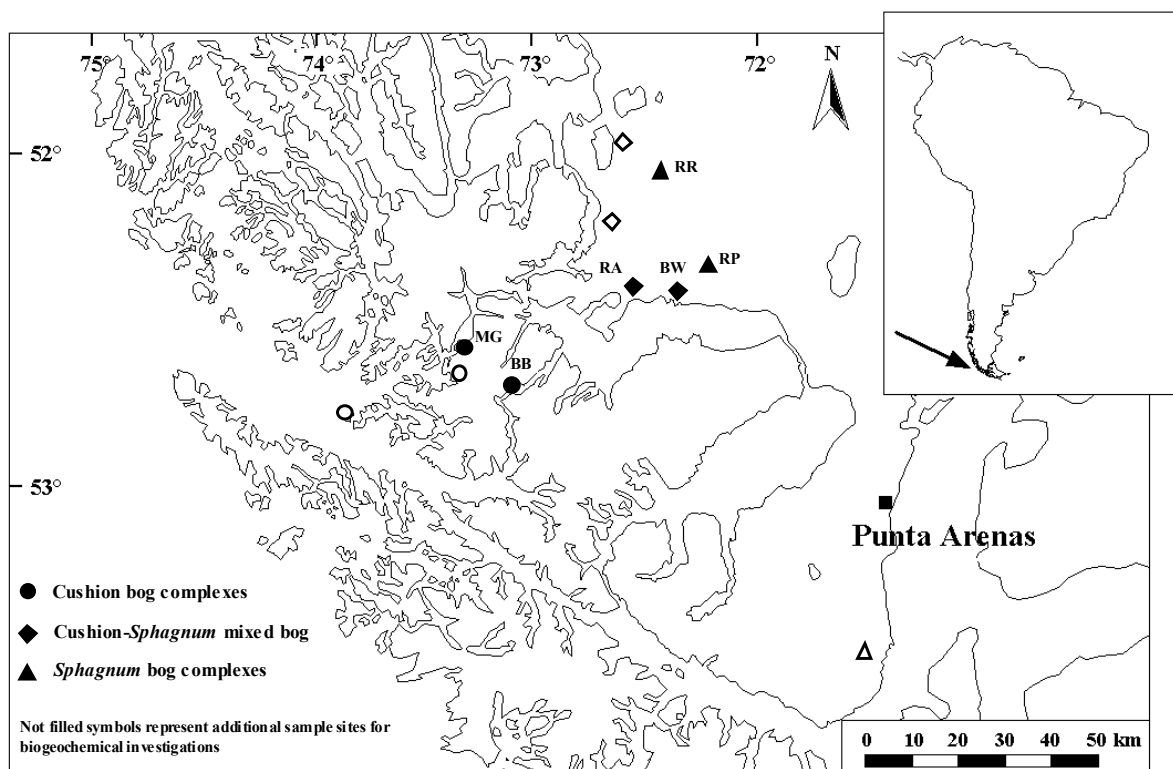 75°
74°
73°
72°
N
52°
RR
RP
RA
BW
MG
BB
53°
Punta Arenas
Cushion bog complexes
Cushion-Sphagnum mixed bog
Sphagnum bog complexes
Not filled symbols represent additional sample sites for
biogeochemical investigations
0 10 20 30 40 50 km